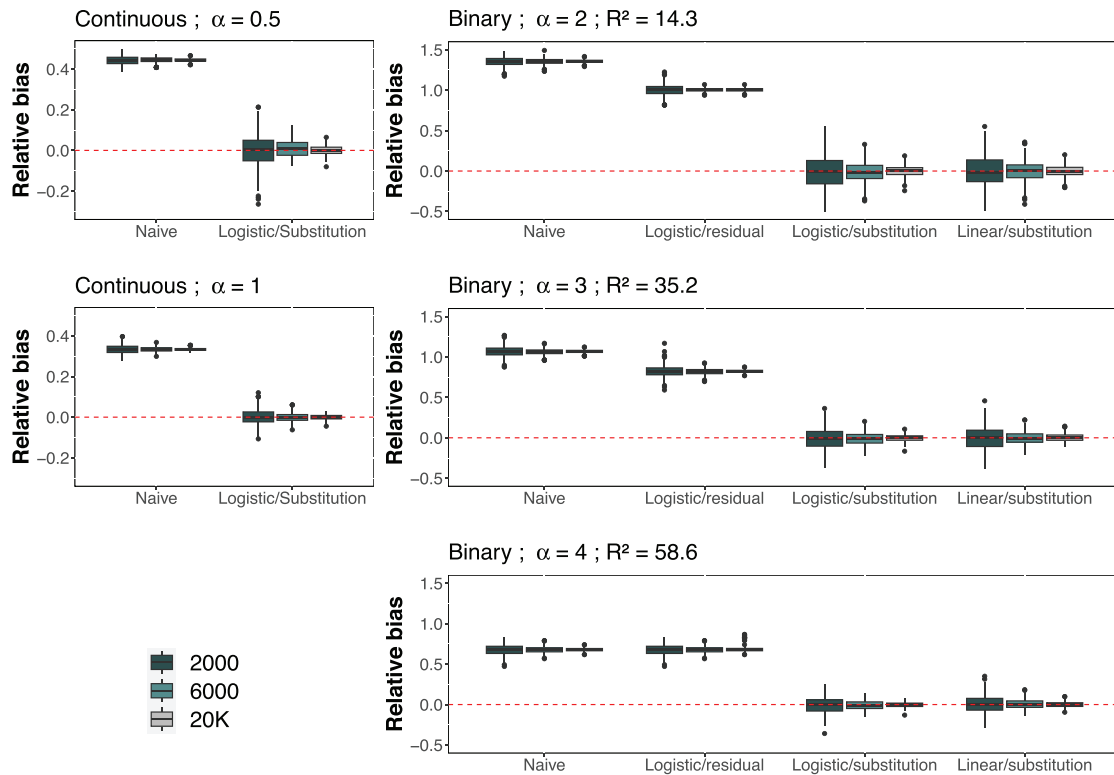 Continuous ; α = 0.5
Relative bias
0.4
0.2
0.0
−0.2
Naive
Logistic/Substitution
Binary ; α = 2 ; R² = 14.3
Relative bias
1.5
1.0
0.5
0.0
−0.5
Naive
Logistic/residual
Logistic/substitution
Linear/substitution
Continuous ; α = 1
Relative bias
0.4
0.2
0.0
−0.2
Naive
Logistic/Substitution
Binary ; α = 3 ; R² = 35.2
Relative bias
1.5
1.0
0.5
0.0
−0.5
Naive
Logistic/residual
Logistic/substitution
Linear/substitution
2000
6000
20K
Binary ; α = 4 ; R² = 58.6
Relative bias
1.5
1.0
0.5
0.0
−0.5
Naive
Logistic/residual
Logistic/substitution
Linear/substitution